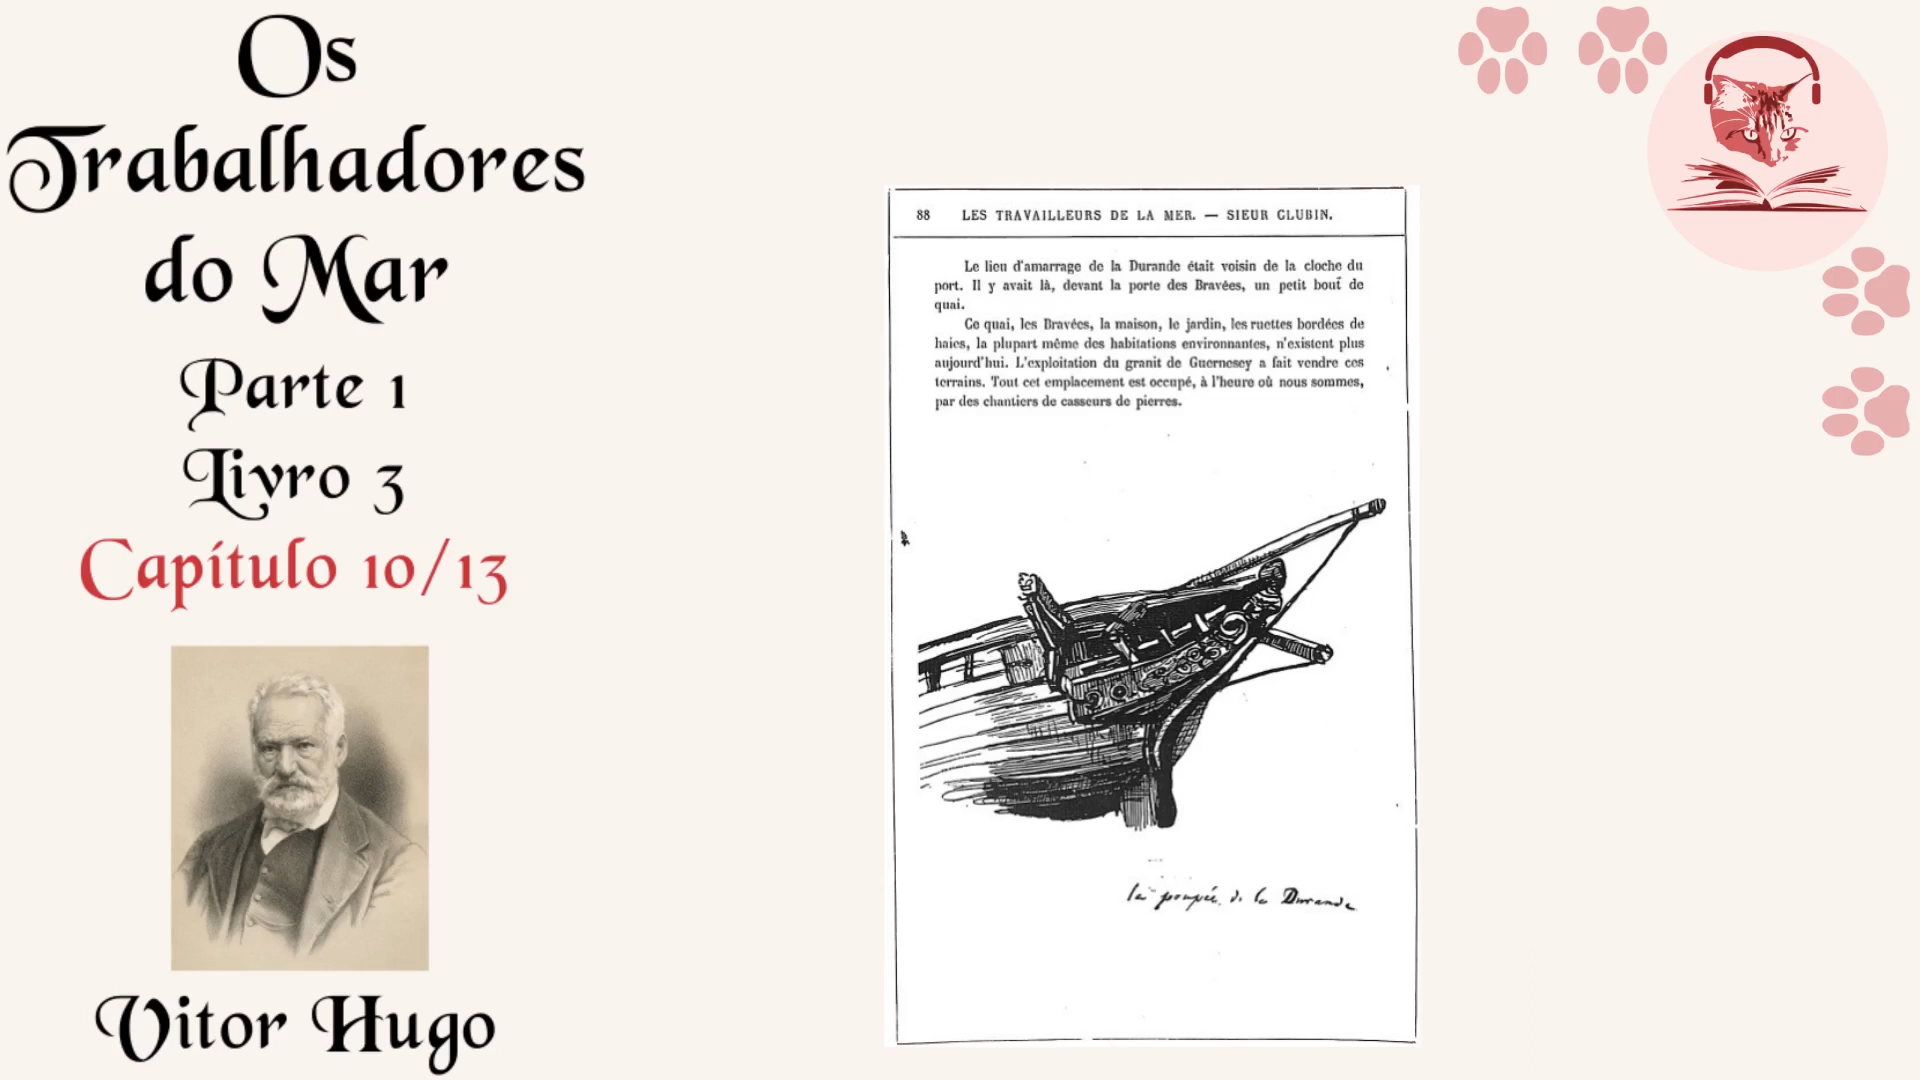 Os
Trabalhadores
do Mar
Parte 1
Livro 3
Capítulo 10/13
Vitor Hugo
88 LES TRAVAILLEURS DE LA MER. — SIEUR CLUBIN.
Le lieu d'amarrage de la Durande était voisin de la cloche du
port. Il y avait là, devant la porte des Bravées, un petit bout de
quai.
Ce quai, les Bravées, la maison, le jardin, les ruettes bordées de
haies, la plupart même des habitations environnantes, n'existent plus
aujourd'hui. L'exploitation du granit de Guernesey a fait vendre ces
terrains. Tout cet emplacement est occupé, à l'heure où nous sommes,
par des chantiers de casseurs de pierres.
la poupée de la Durande